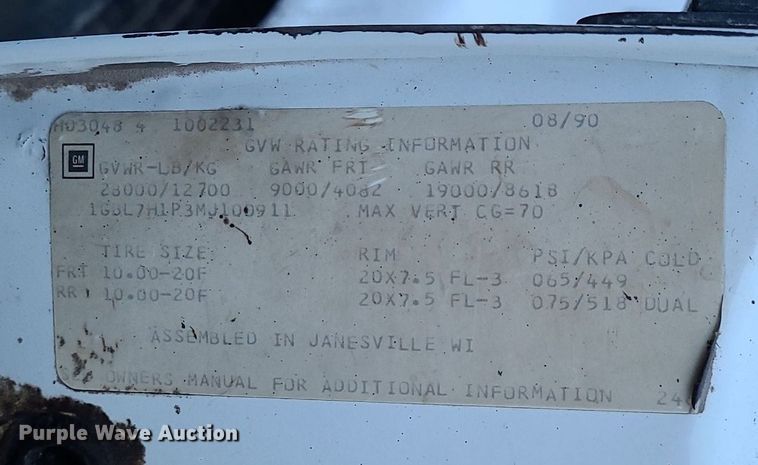 H03048 4 1002231 08/90
GVW RATING INFORMATION
GM
GVWR-LB/KG GAWR FRT GAWR RR
28000/12700 9000/4082 19000/8618
1GBL7H1P3MJ100911 MAX VERT CG=70
TIRE SIZE RIM PSI/KPA COLD
FRT 10.00-20F 20X7.5 FL-3 065/449
RR 10.00-20F 20X7.5 FL-3 075/518 DUAL
ASSEMBLED IN JANESVILLE WI
OWNERS MANUAL FOR ADDITIONAL INFORMATION
Purple Wave Auction